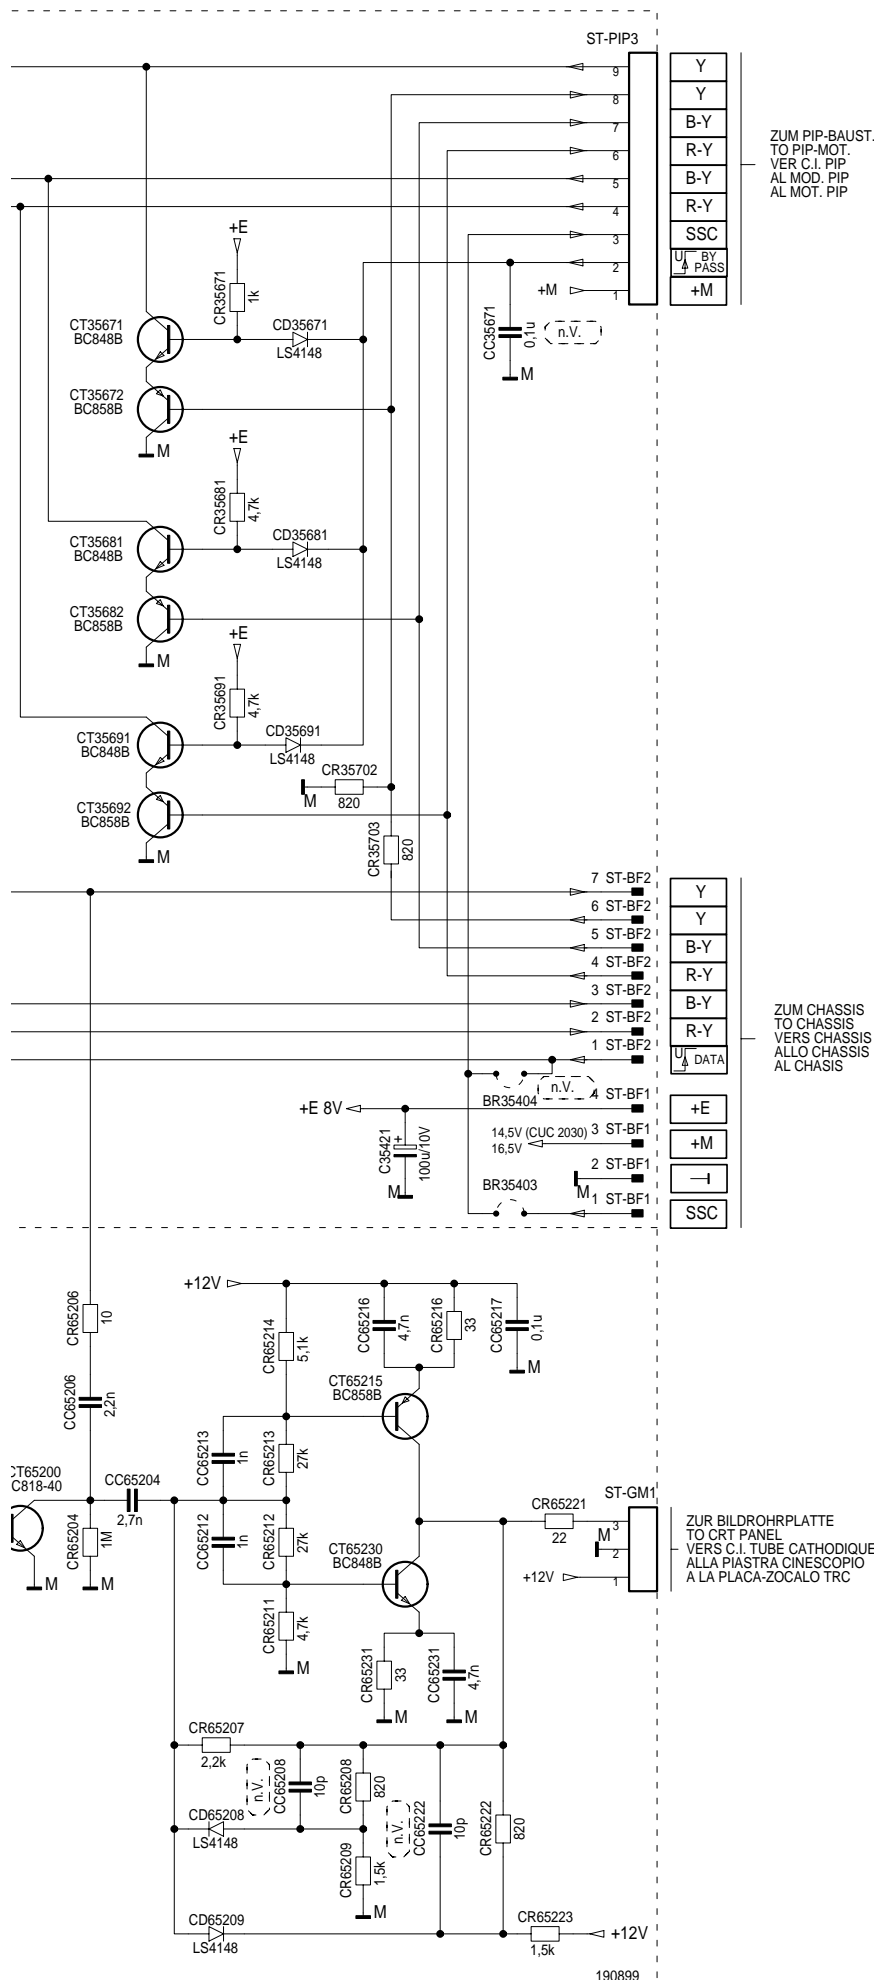 ST-PIP3
9
Y
8
Y
7
B-Y
6
R-Y
5
B-Y
4
R-Y
3
SSC
2
U
BY
PASS
+M
1
+M
ZUM PIP-BAUST.
TO PIP-MOT.
VER C.I. PIP
AL MOD. PIP
AL MOT. PIP
+E
CR35671
1k
CC35671
0,1u
n.V.
M
CT35671
BC848B
CD35671
LS4148
CT35672
BC858B
M
+E
CR35681
4,7k
CT35681
BC848B
CD35681
LS4148
CT35682
BC858B
M
+E
CR35691
4,7k
CT35691
BC848B
CD35691
LS4148
CR35702
M
820
CT35692
BC858B
M
CR35703
820
7 ST-BF2
Y
6 ST-BF2
Y
5 ST-BF2
B-Y
4 ST-BF2
R-Y
3 ST-BF2
B-Y
2 ST-BF2
R-Y
1 ST-BF2
U
DATA
ZUM CHASSIS
TO CHASSIS
VERS CHASSIS
ALLO CHASSIS
AL CHASIS
n.V.
BR35404
4 ST-BF1
+E
+E 8V
C35421
+
100u/10V
M
14,5V (CUC 2030)
16,5V
3 ST-BF1
+M
2 ST-BF1
M
BR35403
1 ST-BF1
SSC
+12V
CR65206
10
CR65214
5,1k
CC65216
4,7n
CR65216
33
CC65217
0,1u
M
CC65206
2,2n
CT65215
BC858B
CC65213
1n
CR65213
27k
CT65200
C818-40
CC65204
2,7n
CR65204
1M
M
M
CC65212
1n
CR65212
27k
CT65230
BC848B
CR65221
22
ST-GM1
3
M
2
+12V
1
ZUR BILDROHRPLATTE
TO CRT PANEL
VERS C.I. TUBE CATHODIQUE
ALLA PIASTRA CINESCOPIO
A LA PLACA-ZOCALO TRC
CR65211
4,7k
M
CR65231
33
M
CC65231
4,7n
M
CR65207
2,2k
n.V.
CC65208
10p
CR65208
820
n.V.
CC65222
10p
CR65222
820
CD65208
LS4148
CR65209
1,5k
M
CD65209
LS4148
CR65223
1,5k
+12V
190899